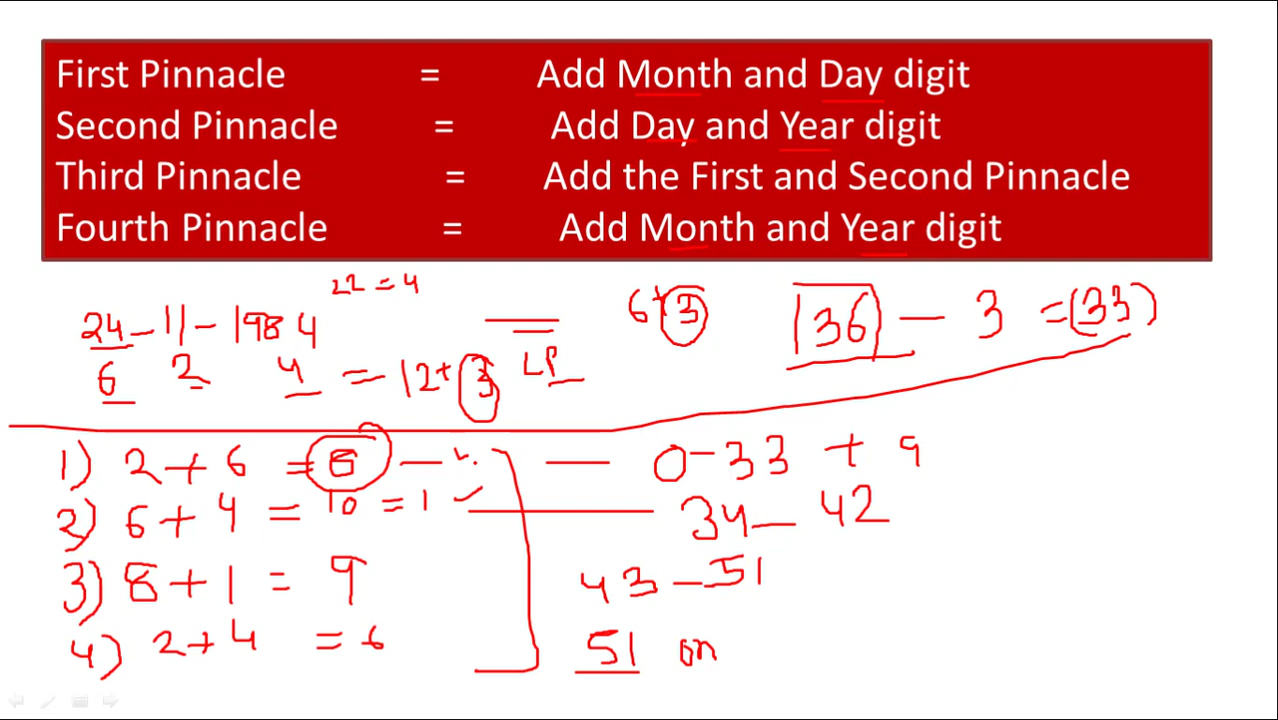 First Pinnacle = Add Month and Day digit
Second Pinnacle = Add Day and Year digit
Third Pinnacle = Add the First and Second Pinnacle
Fourth Pinnacle = Add Month and Year digit
22 = 4
24 - 11 - 1984
6 + 3
36 - 3 = (33)
6 2 4 = 12 + 3 LP
1) 2 + 6 = 8 - 0 - 33 + 9
2) 6 + 4 = 10 = 1 34 - 42
3) 8 + 1 = 9 43 - 51
4) 2 + 4 = 6 51 on